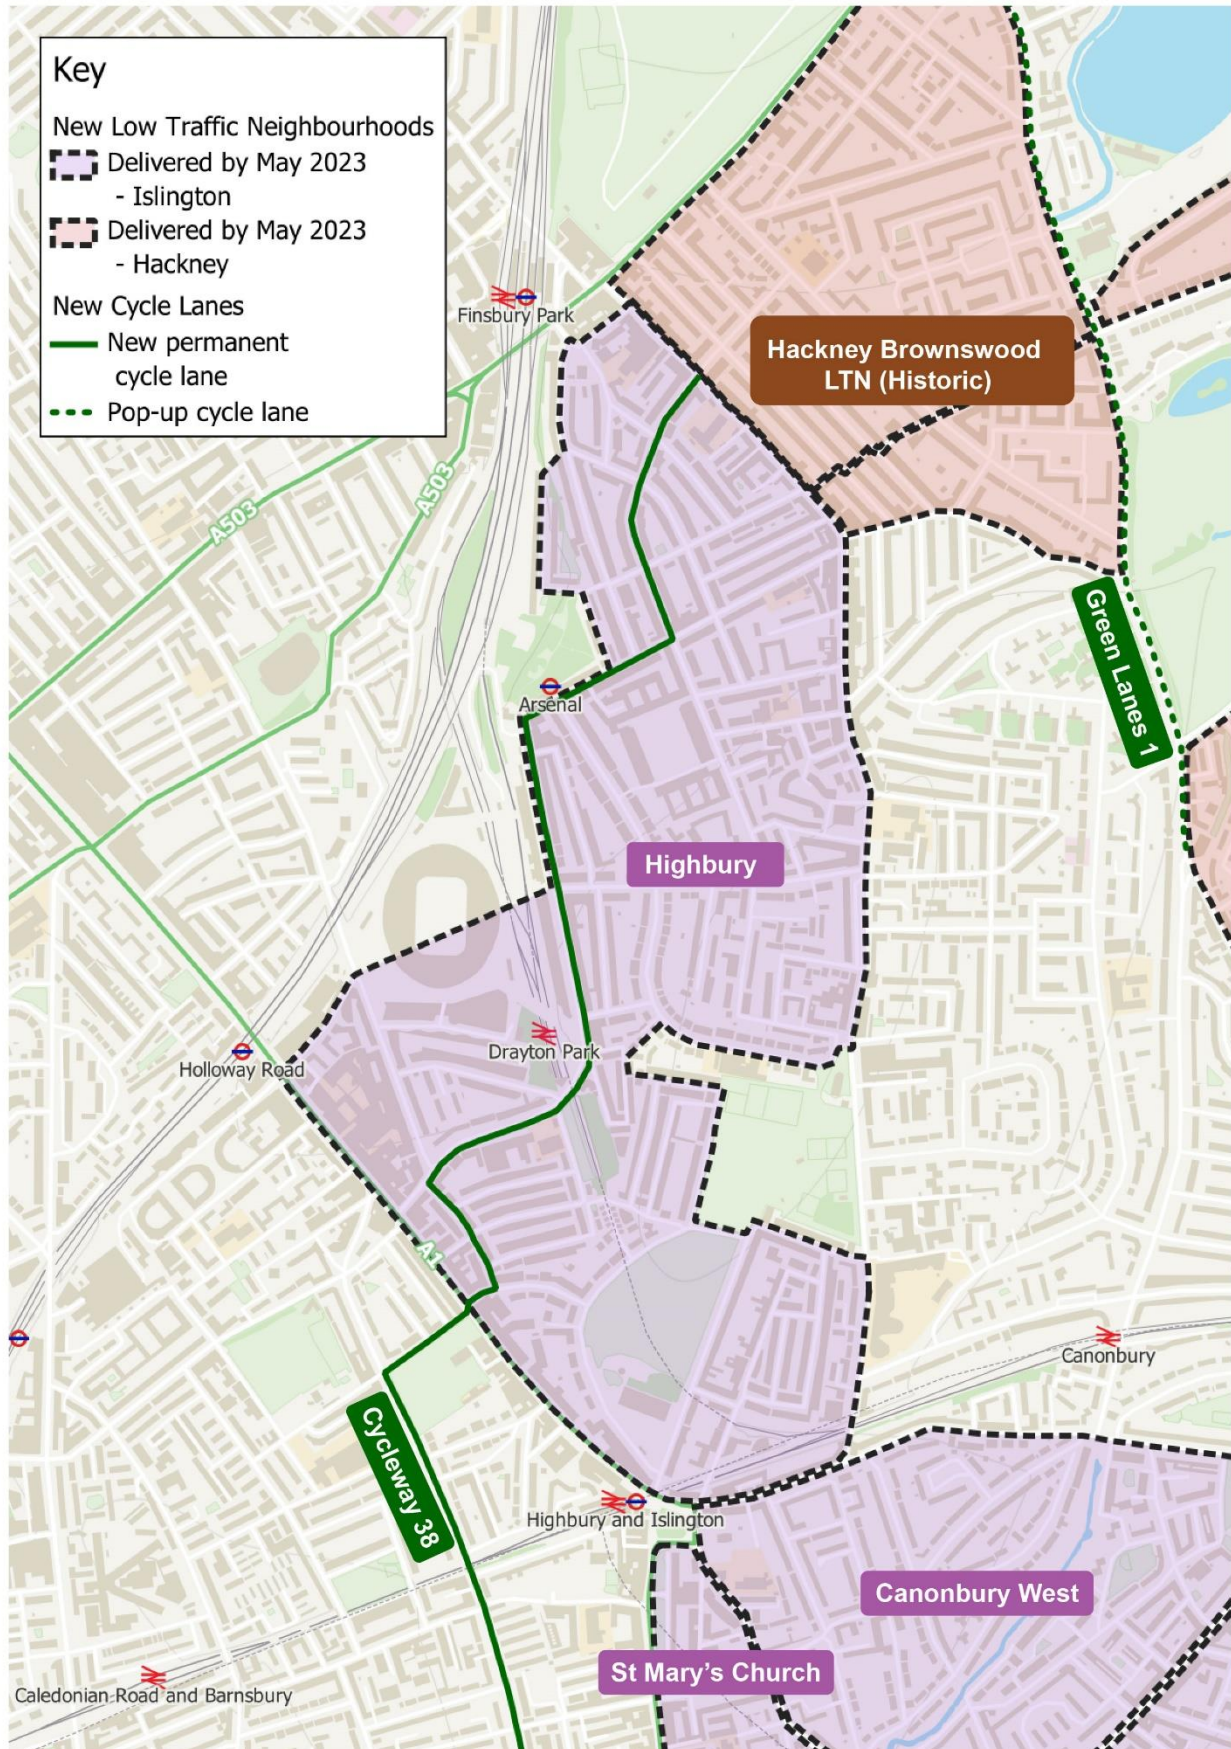 Key
New Low Traffic Neighbourhoods
Delivered by May 2023
- Islington
Delivered by May 2023
- Hackney
New Cycle Lanes
New permanent
cycle lane
Pop-up cycle lane
Finsbury Park
Hackney Brownswood
LTN (Historic)
A503
A503
Green Lanes 1
Arsenal
Highbury
Drayton Park
Holloway Road
A1
Canonbury
Cycleway 38
Highbury and Islington
Canonbury West
St Mary's Church
Caledonian Road and Barnsbury